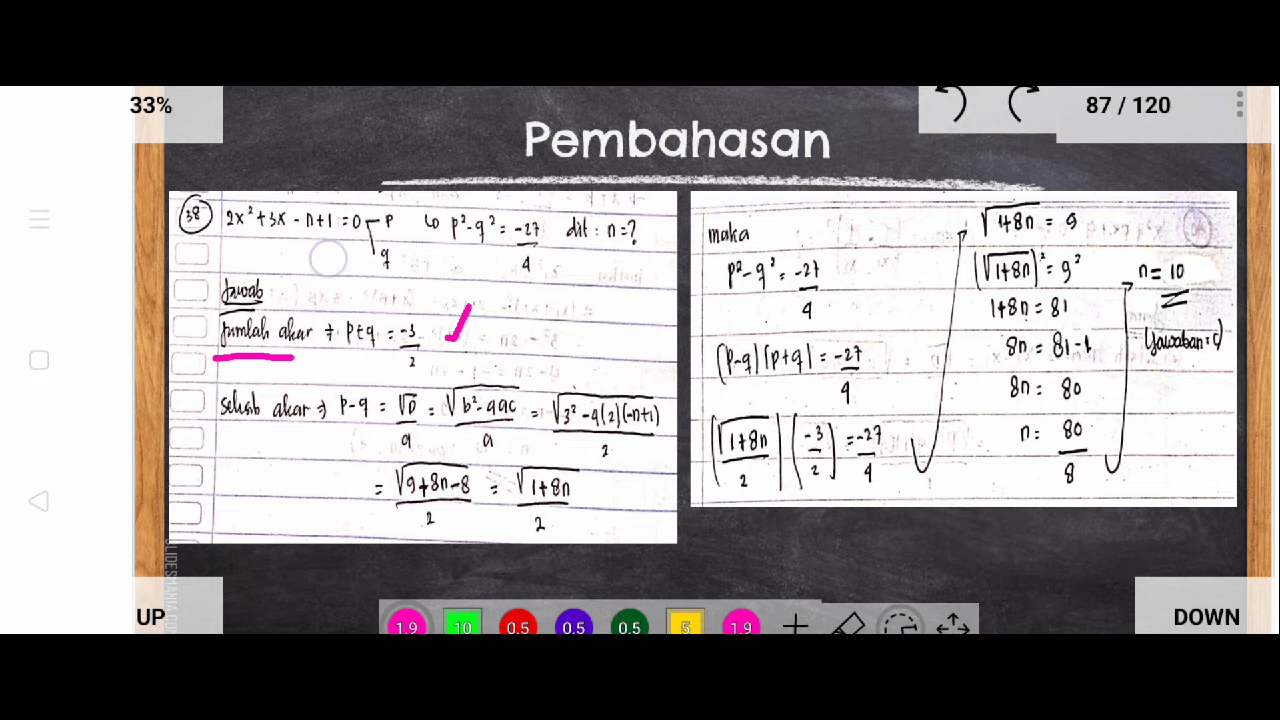 33%
87 / 120
Pembahasan
38 2x² + 3x - n + 1 = 0 p q ↳ p² - q² = -27/4 dit : n = ?
Jawab
Jumlah akar → p+q = -3/2
selisih akar → p - q = √D/a = √b² - 4ac/a = √3² - 4(2)(-n+1)/2
= √9+8n-8/2 = √1+8n/2
maka
p² - q² = -27/4
(p-q)(p+q) = -27/4
(√1+8n/2)(-3/2) = -27/4
√1+8n = 9
(√1+8n)² = 9²
1+8n = 81
8n = 81-1
8n = 80
n = 80/8
n = 10
(Jawaban = C)
SLIDESMANIA.COM
UP
1.9 10 0.5 0.5 0.5 5 1.9
DOWN